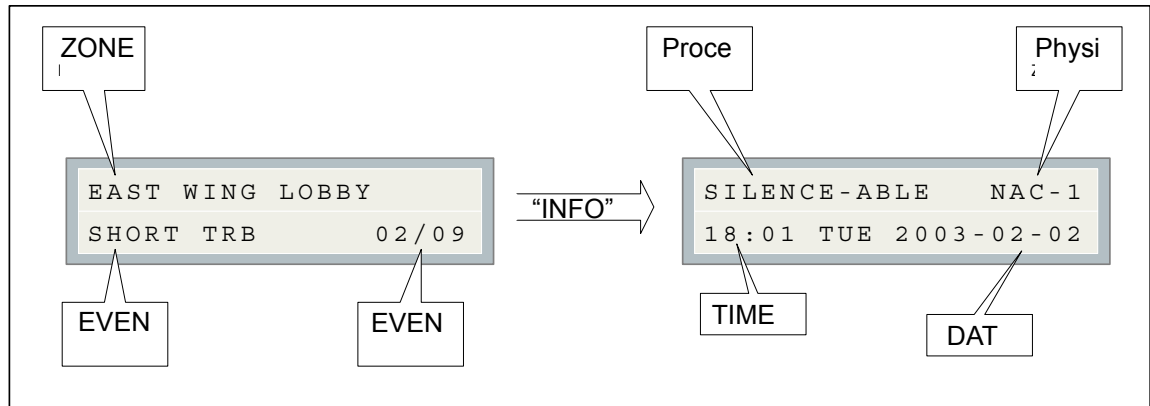 ZONE
Proce
Physi
EAST WING LOBBY
SHORT TRB 02/09
“INFO”
SILENCE-ABLE NAC-1
18:01 TUE 2003-02-02
EVEN
EVEN
TIME
DAT